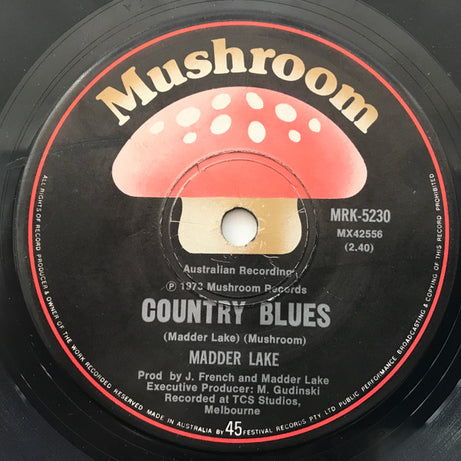 Mushroom
MRK-5230
MX42556
(2.40)
Australian Recording
℗ 1973 Mushroom Records
COUNTRY BLUES
(Madder Lake) (Mushroom)
MADDER LAKE
Prod by J. French and Madder Lake
Executive Producer: M. Gudinski
Recorded at TCS Studios,
Melbourne
ALL RIGHTS OF RECORD PRODUCER & OWNER OF THE WORK RECORDED RESERVED MADE IN AUSTRALIA BY 45 FESTIVAL RECORDS PTY LTD PUBLIC PERFORMANCE BROADCASTING & COPYING OF THIS RECORD PROHIBITED